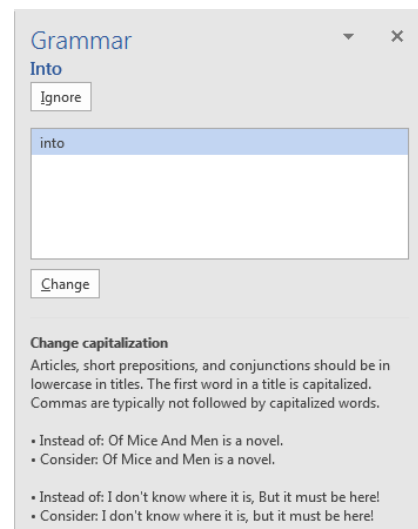 Grammar
Into
Ignore
into
Change
Change capitalization
Articles, short prepositions, and conjunctions should be in
lowercase in titles. The first word in a title is capitalized.
Commas are typically not followed by capitalized words.
▪ Instead of: Of Mice And Men is a novel.
▪ Consider: Of Mice and Men is a novel.
▪ Instead of: I don't know where it is, But it must be here!
▪ Consider: I don't know where it is, but it must be here!